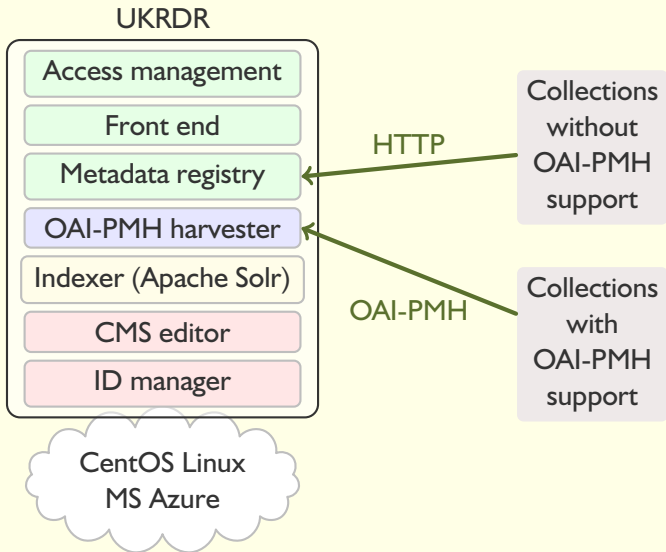 UKRDR
Access management
Front end
Metadada registry
OAI-PMH harvester
Indexer (Apache Solr)
CMS editor
ID manager
CentOS Linux
MS Azure
HTTP
OAI-PMH
Collections
without
OAI-PMH
support
Collections
with
OAI-PMH
support